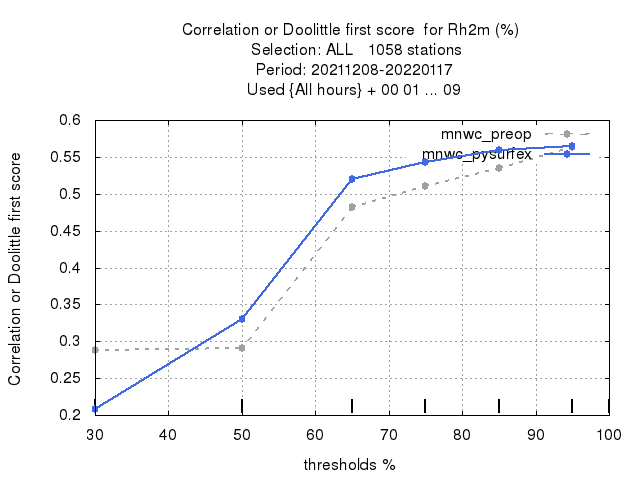 Correlation or Doolittle first score  for Rh2m (%)
Selection: ALL   1058 stations
Period: 20211208-20220117
Used {All hours} + 00 01 ... 09
mnwc_preop
mnwc_pysurfex
Correlation or Doolittle first score
0.6
0.55
0.5
0.45
0.4
0.35
0.3
0.25
0.2
30 40 50 60 70 80 90 100
thresholds %